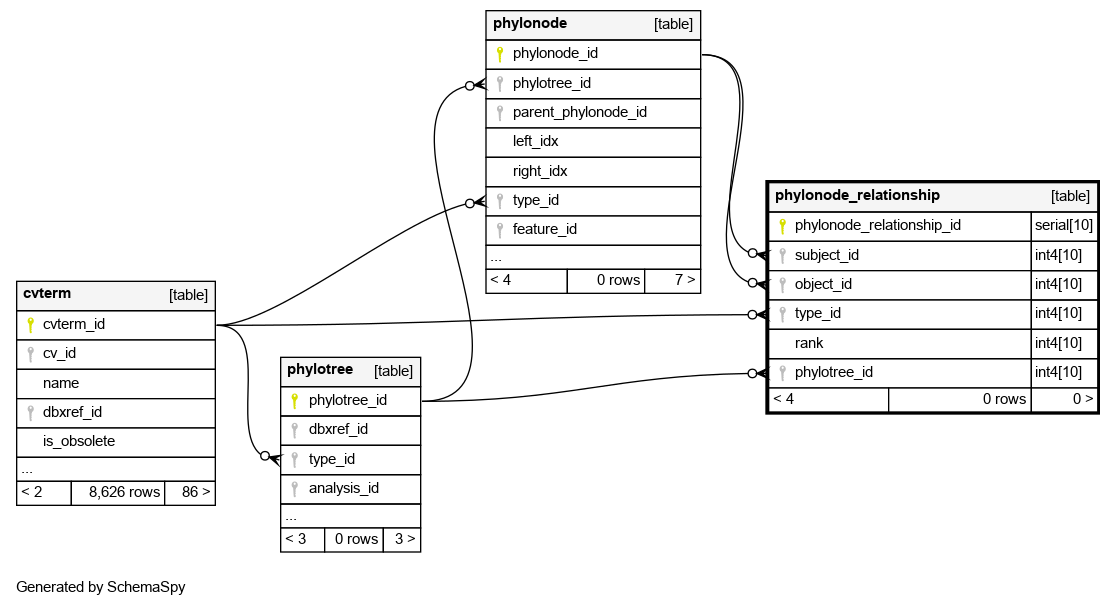 phylonode [table]
phylonode_id
phylotree_id
parent_phylonode_id
left_idx
right_idx
type_id
feature_id
...
< 4 0 rows 7 >
phylonode_relationship [table]
phylonode_relationship_id serial[10]
subject_id int4[10]
object_id int4[10]
type_id int4[10]
rank int4[10]
phylotree_id int4[10]
< 4 0 rows 0 >
cvterm [table]
cvterm_id
cv_id
name
dbxref_id
is_obsolete
...
< 2 8,626 rows 86 >
phylotree [table]
phylotree_id
dbxref_id
type_id
analysis_id
...
< 3 0 rows 3 >
Generated by SchemaSpy